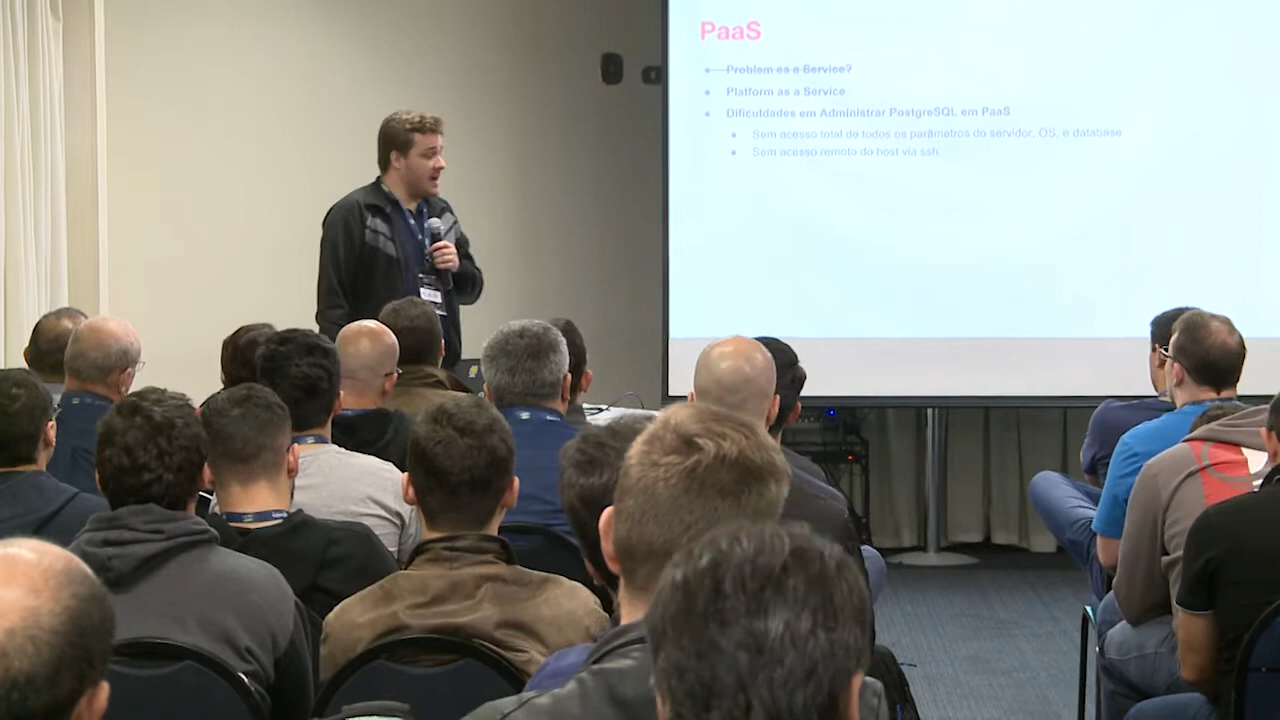 PaaS
Problem as a Service?
Platform as a Service
Dificuldades em Administrar PostgreSQL em PaaS
Sem acesso total de todos os parâmetros do servidor, OS, e database
Sem acesso remoto do host via ssh.